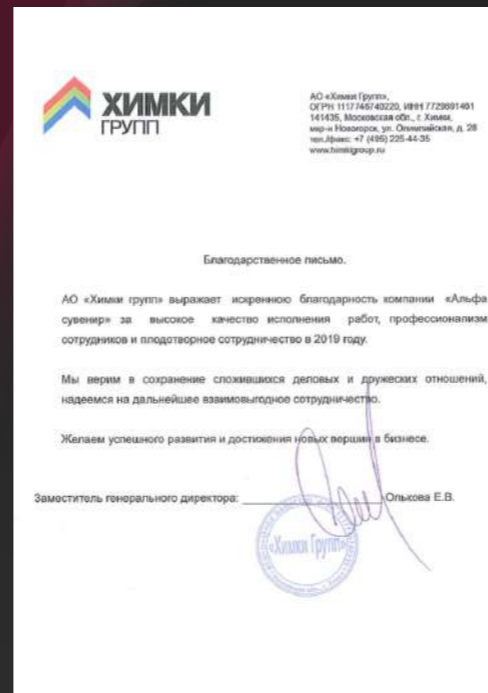 ХИМКИ
ГРУПП
АО «Химки Групп»,
ОГРН 1117746740220, ИНН 7729691461
141435, Московская обл., г. Химки,
мкр-н Новогорск, ул. Олимпийская, д. 28
тел./факс: +7 (495) 225-44-35
www.himkigroup.ru
Благодарственное письмо.
АО «Химки групп» выражает искреннюю благодарность компании «Альфа
сувенир» за высокое качество исполнения работ, профессионализм
сотрудников и плодотворное сотрудничество в 2019 году.
Мы верим в сохранение сложившихся деловых и дружеских отношений,
надеемся на дальнейшее взаимовыгодное сотрудничество.
Желаем успешного развития и достижения новых вершин в бизнесе.
Заместитель генерального директора: Олькова Е.В.
«Химки Групп»